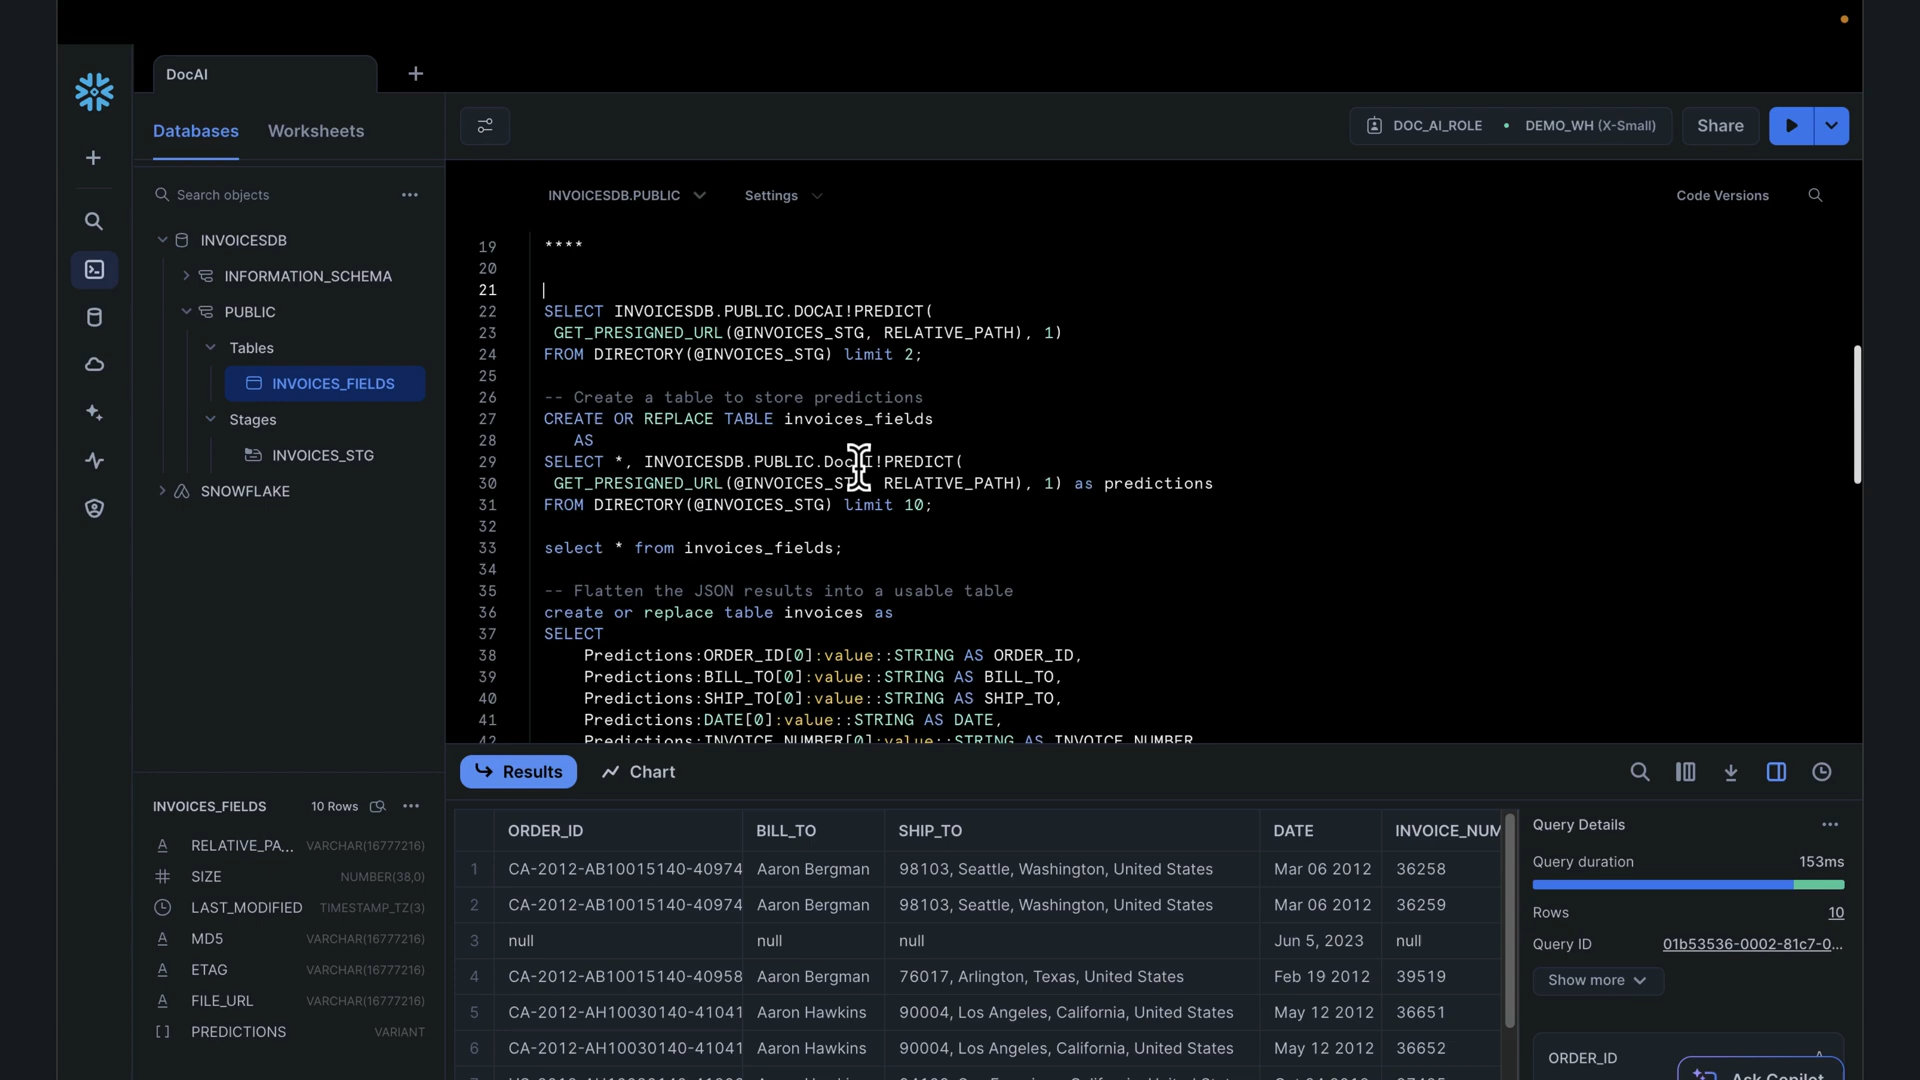 DocAI
Databases
Worksheets
Search objects
INVOICESDB
INFORMATION_SCHEMA
PUBLIC
Tables
INVOICES_FIELDS
Stages
INVOICES_STG
SNOWFLAKE
INVOICES_FIELDS 10 Rows
RELATIVE_PA... VARCHAR(16777216)
SIZE NUMBER(38,0)
LAST_MODIFIED TIMESTAMP_TZ(3)
MD5 VARCHAR(16777216)
ETAG VARCHAR(16777216)
FILE_URL VARCHAR(16777216)
PREDICTIONS VARIANT
DOC_AI_ROLE • DEMO_WH (X-Small)
Share
INVOICESDB.PUBLIC
Settings
Code Versions
19 ****
20
21
22 SELECT INVOICESDB.PUBLIC.DOCAI!PREDICT(
23 GET_PRESIGNED_URL(@INVOICES_STG, RELATIVE_PATH), 1)
24 FROM DIRECTORY(@INVOICES_STG) limit 2;
25
26 -- Create a table to store predictions
27 CREATE OR REPLACE TABLE invoices_fields
28 AS
29 SELECT *, INVOICESDB.PUBLIC.DocAI!PREDICT(
30 GET_PRESIGNED_URL(@INVOICES_STG, RELATIVE_PATH), 1) as predictions
31 FROM DIRECTORY(@INVOICES_STG) limit 10;
32
33 select * from invoices_fields;
34
35 -- Flatten the JSON results into a usable table
36 create or replace table invoices as
37 SELECT
38 Predictions:ORDER_ID[0]:value::STRING AS ORDER_ID,
39 Predictions:BILL_TO[0]:value::STRING AS BILL_TO,
40 Predictions:SHIP_TO[0]:value::STRING AS SHIP_TO,
41 Predictions:DATE[0]:value::STRING AS DATE,
42 Predictions:INVOICE_NUMBER[0]:value::STRING AS INVOICE_NUMBER
Results
Chart
ORDER_ID BILL_TO SHIP_TO DATE INVOICE_NUM
1 CA-2012-AB10015140-40974 Aaron Bergman 98103, Seattle, Washington, United States Mar 06 2012 36258
2 CA-2012-AB10015140-40974 Aaron Bergman 98103, Seattle, Washington, United States Mar 06 2012 36259
3 null null null Jun 5, 2023 null
4 CA-2012-AB10015140-40958 Aaron Bergman 76017, Arlington, Texas, United States Feb 19 2012 39519
5 CA-2012-AH10030140-41041 Aaron Hawkins 90004, Los Angeles, California, United States May 12 2012 36651
6 CA-2012-AH10030140-41041 Aaron Hawkins 90004, Los Angeles, California, United States May 12 2012 36652
Query Details
Query duration 153ms
Rows 10
Query ID 01b53536-0002-81c7-0...
Show more
ORDER_ID
Ask Copilot